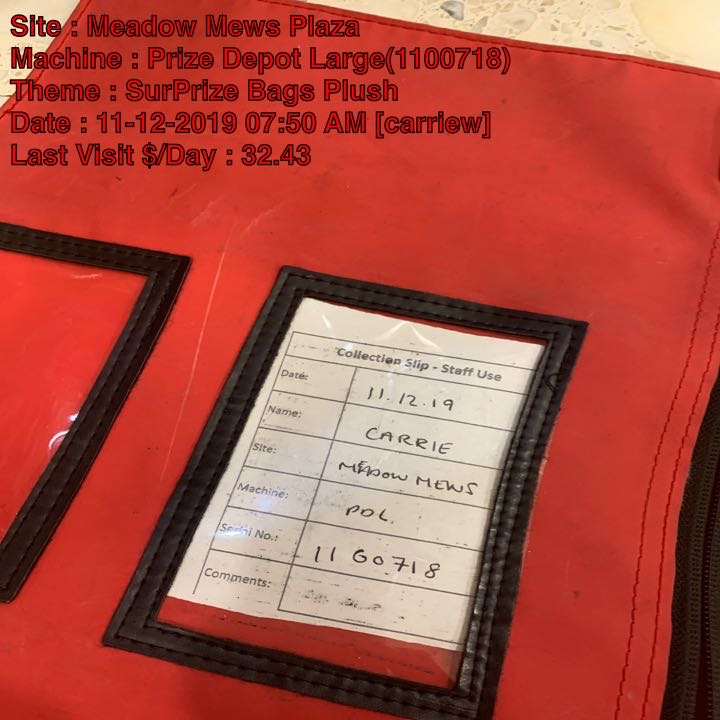 Site : Meadow Mews Plaza
Machine : Prize Depot Large(1100718)
Theme : SurPrize Bags Plush
Date : 11-12-2019 07:50 AM [carriew]
Last Visit $/Day : 32.43
Collection Slip - Staff Use
Date: 11.12.19
Name: CARRIE
Site: MEADOW MEWS
Machine: PDL
Serial No.: 1160718
Comments: